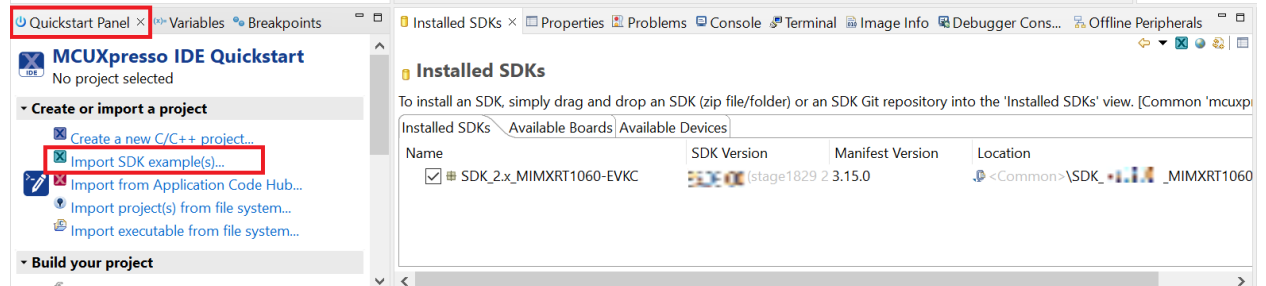 Quickstart Panel
Variables
Breakpoints
IDE
MCUXpresso IDE Quickstart
No project selected
Create or import a project
Create a new C/C++ project...
Import SDK example(s)...
Import from Application Code Hub...
Import project(s) from file system...
Import executable from file system...
Build your project
Installed SDKs
Properties
Problems
Console
Terminal
Image Info
Debugger Cons...
Offline Peripherals
Installed SDKs
To install an SDK, simply drag and drop an SDK (zip file/folder) or an SDK Git repository into the 'Installed SDKs' view. [Common 'mcuxpr
Installed SDKs Available Boards Available Devices
Name SDK Version Manifest Version Location
SDK_2.x_MIMXRT1060-EVKC (stage1829 2 3.15.0 <Common>\SDK_ _MIMXRT1060